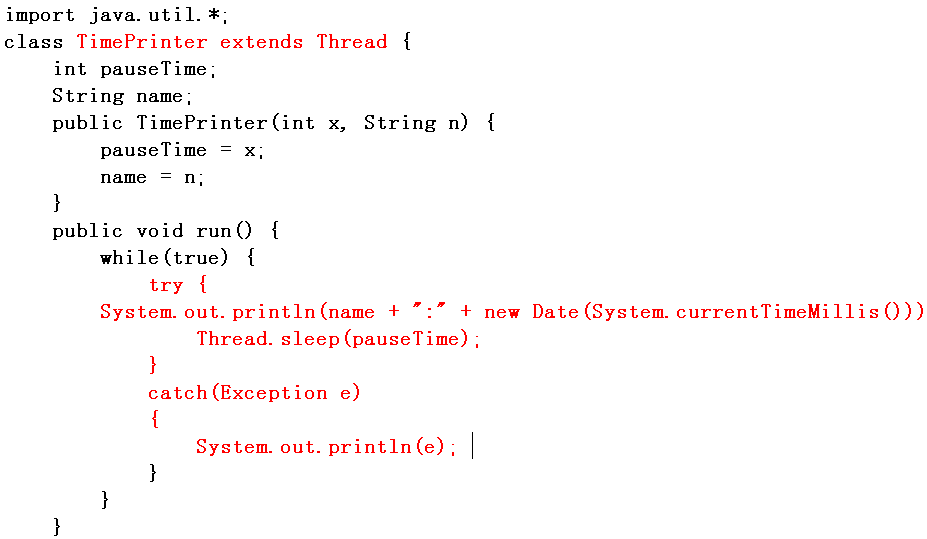 import java.util.*;
class TimePrinter extends Thread {
    int pauseTime;
    String name;
    public TimePrinter(int x, String n) {
        pauseTime = x;
        name = n;
    }
    public void run() {
        while(true) {
            try {
        System.out.println(name + ":" + new Date(System.currentTimeMillis()))
                Thread.sleep(pauseTime);
            }
            catch(Exception e)
            {
                System.out.println(e);
            }
        }
    }